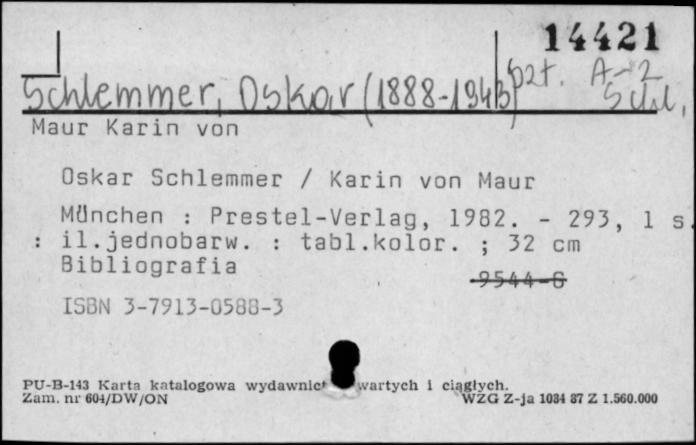 14421
Schlemmer, Oskar (1888-1943) szt. A-Z
Schl.
Maur Karin von
Oskar Schlemmer / Karin von Maur
München : Prestel-Verlag, 1982. - 293, 1 s.
: il.jednobarw. : tabl.kolor. ; 32 cm
Bibliografia
9544-G
ISBN 3-7913-0588-3
PU-B-143 Karta katalogowa wydawnic wartych i ciągłych.
Zam. nr 604/DW/ON WZG Z-ja 1034 87 Z 1.560.000